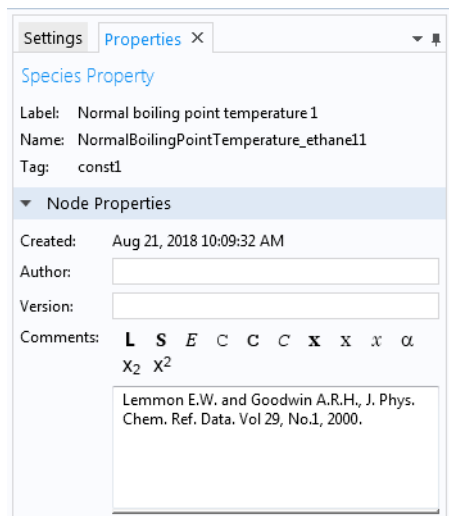 Settings Properties ×
Species Property
Label: Normal boiling point temperature 1
Name: NormalBoilingPointTemperature_ethane11
Tag: const1
Node Properties
Created: Aug 21, 2018 10:09:32 AM
Author:
Version:
Comments: L S E C C C x x x α
X₂ X²
Lemmon E.W. and Goodwin A.R.H., J. Phys.
Chem. Ref. Data. Vol 29, No.1, 2000.